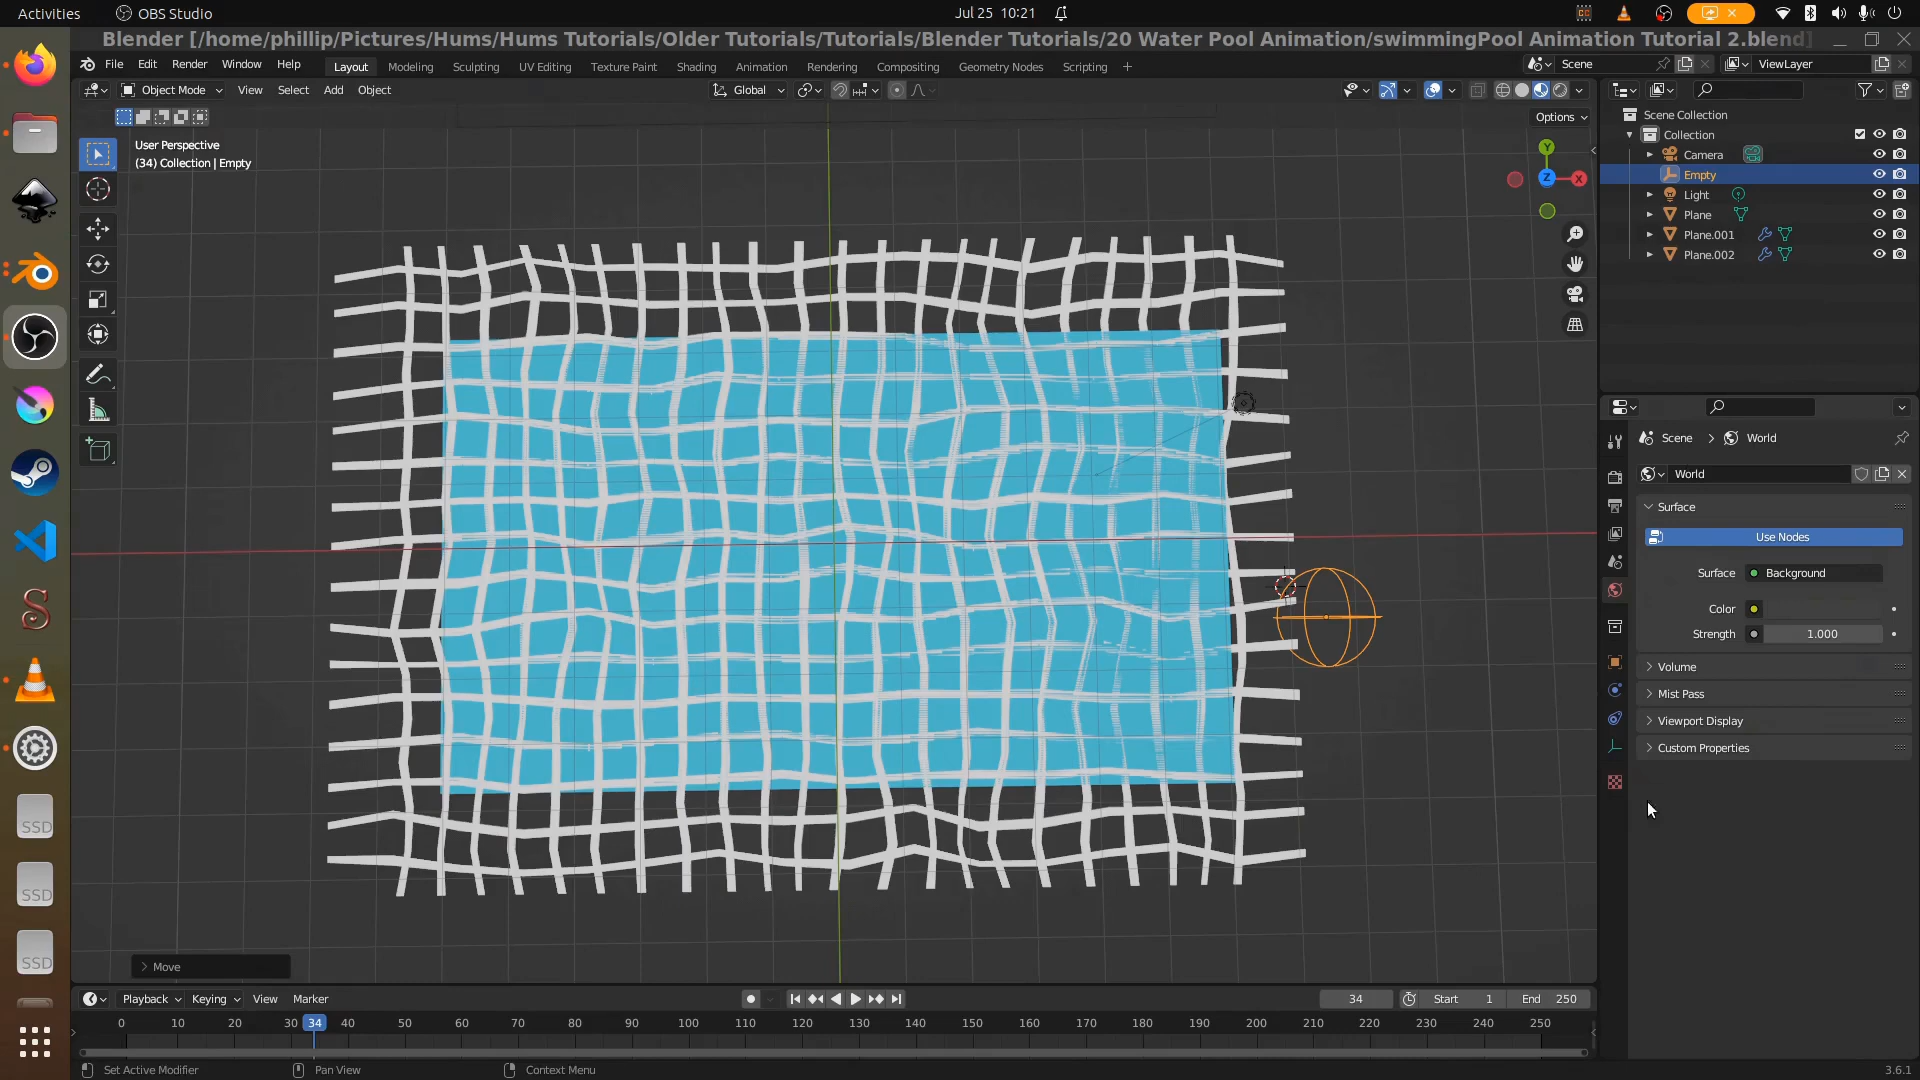 Activities OBS Studio Jul 25 10:21
Blender [/home/phillip/Pictures/Hums/Hums Tutorials/Older Tutorials/Tutorials/Blender Tutorials/20 Water Pool Animation/swimmingPool Animation Tutorial 2.blend]
File Edit Render Window Help Layout Modeling Sculpting UV Editing Texture Paint Shading Animation Rendering Compositing Geometry Nodes Scripting + Scene ViewLayer
Object Mode View Select Add Object Global
Options
User Perspective
(34) Collection | Empty
Y
Z
X
Scene Collection
Collection
Camera
Empty
Light
Plane
Plane.001
Plane.002
Scene > World
World
Surface
Use Nodes
Surface Background
Color
Strength 1.000
Volume
Mist Pass
Viewport Display
Custom Properties
SSD
SSD
SSD
> Move
Playback Keying View Marker 34 Start 1 End 250
0 10 20 30 34 40 50 60 70 80 90 100 110 120 130 140 150 160 170 180 190 200 210 220 230 240 250
Set Active Modifier Pan View Context Menu 3.6.1